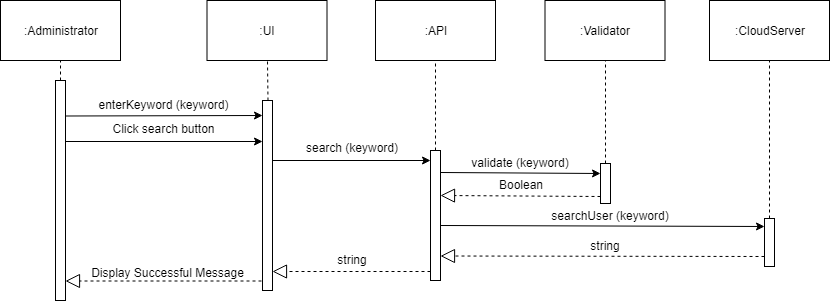 :Administrator
:UI
:API
:Validator
:CloudServer
enterKeyword (keyword)
Click search button
search (keyword)
validate (keyword)
Boolean
searchUser (keyword)
string
string
Display Successful Message